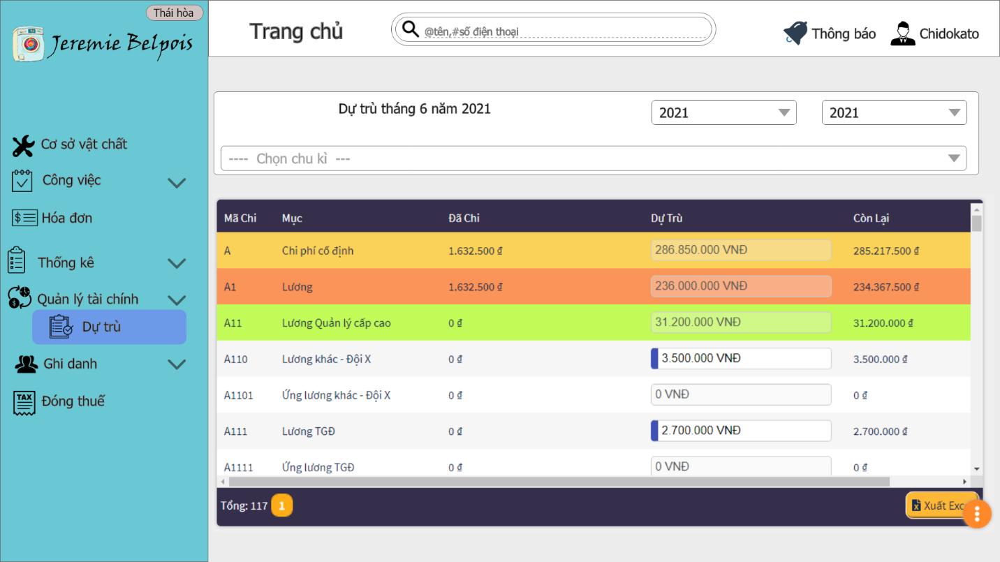 Thái hòa
Jeremie Belpois
Trang chủ
@tên,#số điện thoại
Thông báo
Chidokato
Cơ sở vật chất
Công việc
Hóa đơn
Thống kê
Quản lý tài chính
Dự trù
Ghi danh
TAX
Đóng thuế
Dự trù tháng 6 năm 2021
2021
2021
---- Chọn chu kì ---
Mã Chi Mục Đã Chi Dự Trù Còn Lại
A Chi phí cố định 1.632.500 ₫ 286.850.000 VNĐ 285.217.500 ₫
A1 Lương 1.632.500 ₫ 236.000.000 VNĐ 234.367.500 ₫
A11 Lương Quản lý cấp cao 0 ₫ 31.200.000 VNĐ 31.200.000 ₫
A110 Lương khác - Đội X 0 ₫ 3.500.000 VNĐ 3.500.000 ₫
A1101 Ứng lương khác - Đội X 0 ₫ 0 VNĐ 0 ₫
A111 Lương TGĐ 0 ₫ 2.700.000 VNĐ 2.700.000 ₫
A1111 Ứng lương TGĐ 0 ₫ 0 VNĐ 0 ₫
Tổng: 117 1
Xuất Exc